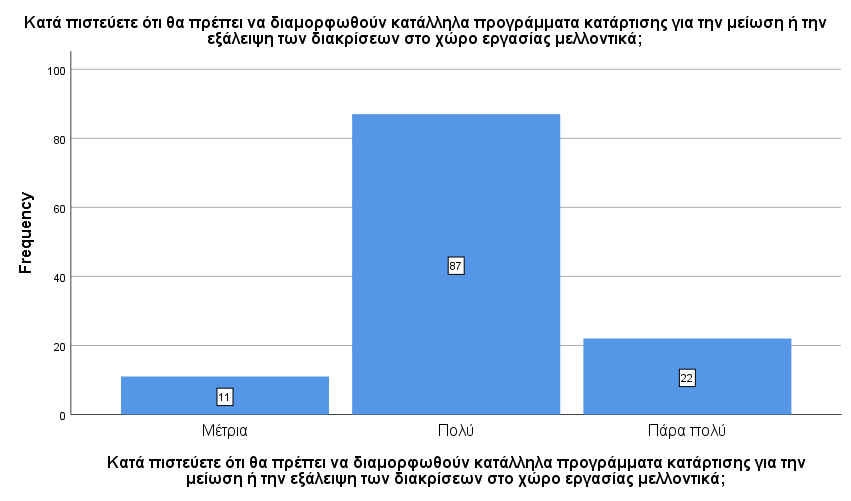 Κατά πιστεύετε ότι θα πρέπει να διαμορφωθούν κατάλληλα προγράμματα κατάρτισης για την μείωση ή την
εξάλειψη των διακρίσεων στο χώρο εργασίας μελλοντικά;
100
80
60
40
20
0
Frequency
11
87
22
Μέτρια
Πολύ
Πάρα πολύ
Κατά πιστεύετε ότι θα πρέπει να διαμορφωθούν κατάλληλα προγράμματα κατάρτισης για την
μείωση ή την εξάλειψη των διακρίσεων στο χώρο εργασίας μελλοντικά;